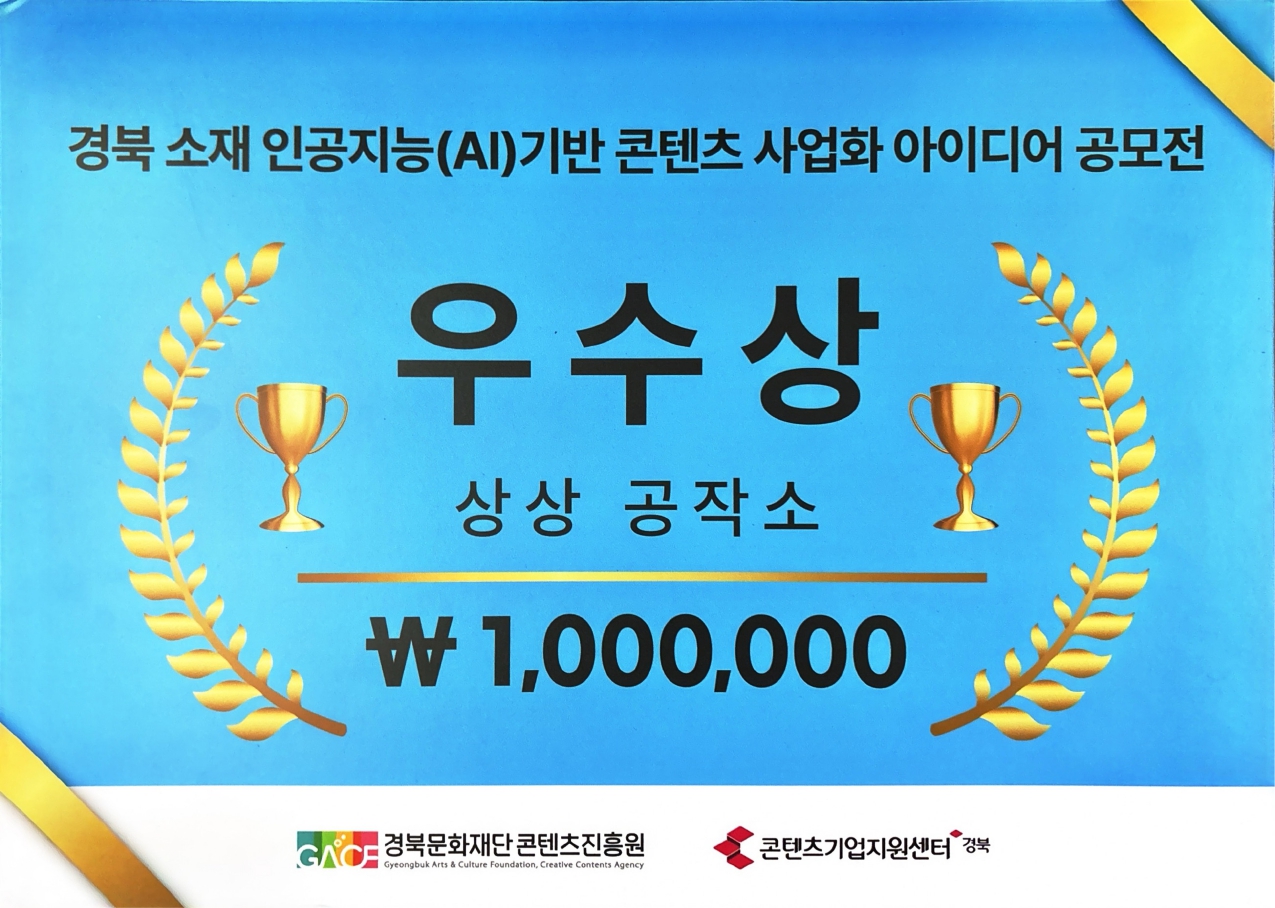 경북 소재 인공지능(AI)기반 콘텐츠 사업화 아이디어 공모전
우수상
상상 공작소
₩ 1,000,000
GACF 경북문화재단 콘텐츠진흥원
Gyeongbuk Arts & Culture Foundation, Creative Contents Agency
콘텐츠기업지원센터 경북